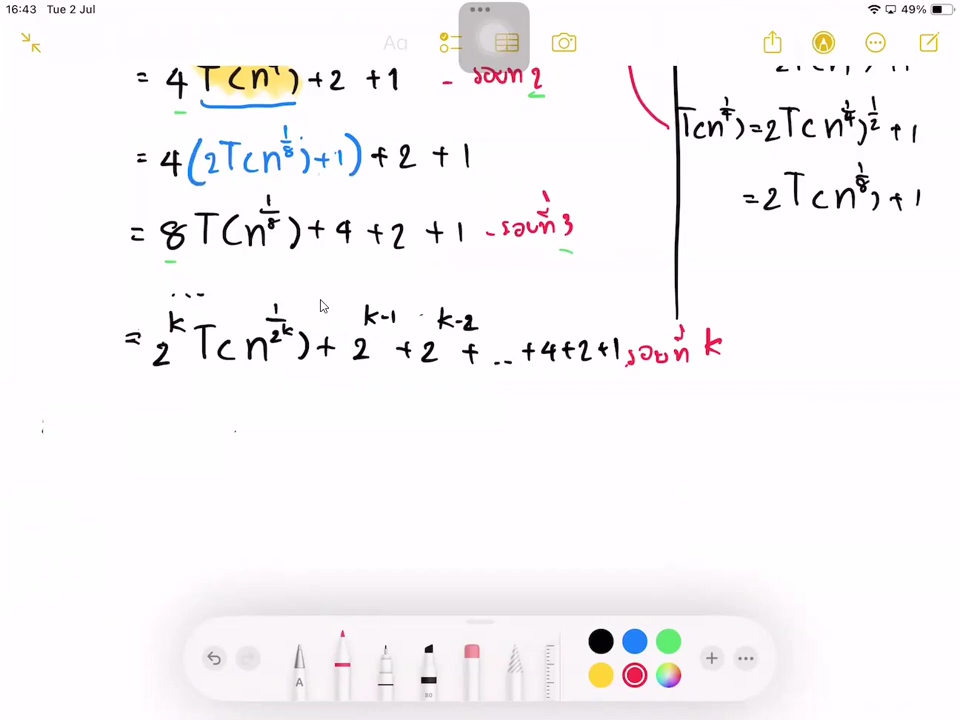 16:43 Tue 2 Jul
49%
Aa
= 4 T(n^¼) + 2 + 1 - รอบที่ 2
= 4 (2T(n^⅛) + 1) + 2 + 1
= 8 T(n^⅛) + 4 + 2 + 1 - รอบที่ 3
...
= 2^k T(n^(1/2^k)) + 2^(k-1) + 2^(k-2) + .. + 4+2+1 รอบที่ k
T(n^¼) = 2T(n^¼)^½ + 1
= 2T(n^⅛) + 1
A
80